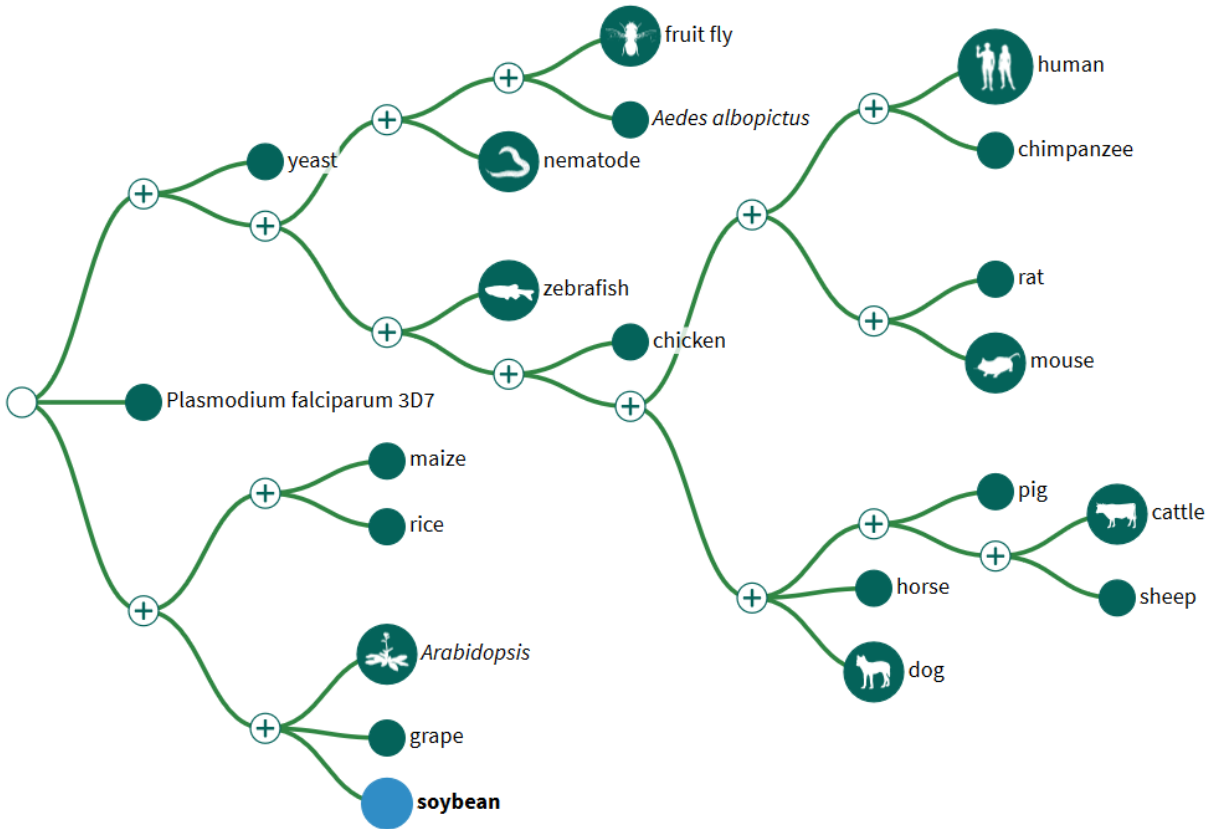 fruit fly
human
Aedes albopictus
chimpanzee
yeast
nematode
rat
zebrafish
chicken
mouse
Plasmodium falciparum 3D7
maize
pig
cattle
rice
horse
sheep
Arabidopsis
dog
grape
soybean